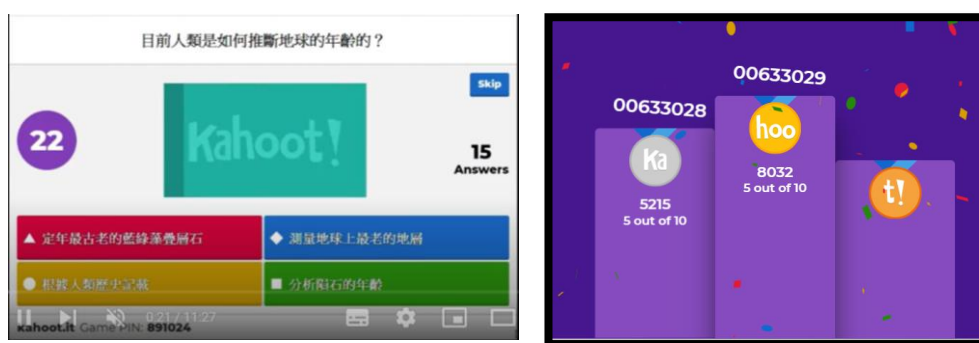 目前人類是如何推斷地球的年齡的？
Skip
22
Kahoot!
15
Answers
▲ 定年最古老的藍綠藻疊層石
◆ 測量地球上最老的地層
● 根據人類歷史記載
■ 分析隕石的年齡
0:21 / 11:27
kahoot.it Game PIN: 891024
00633028
00633029
Ka
hoo
t!
5215
5 out of 10
8032
5 out of 10